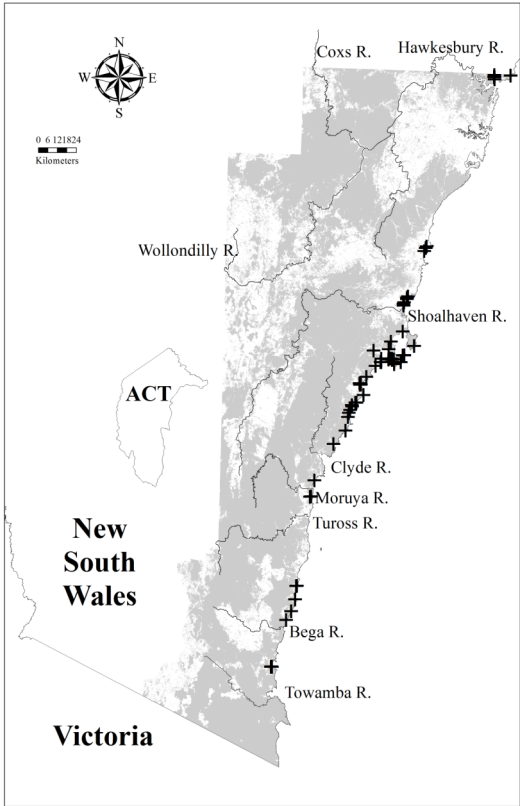 Coxs R.
Hawkesbury R.
N
W
E
S
0 6 121824
Kilometers
Wollondilly R.
Shoalhaven R.
ACT
Clyde R.
Moruya R.
Tuross R.
New
South
Wales
Bega R.
Towamba R.
Victoria